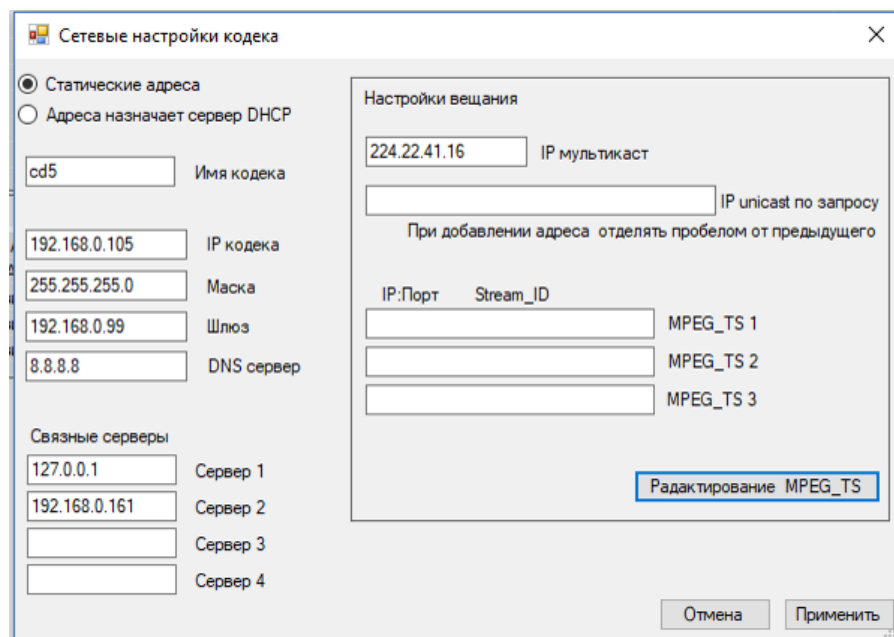 Сетевые настройки кодека
Статические адреса
Адреса назначает сервер DHCP
cd5 Имя кодека
192.168.0.105 IP кодека
255.255.255.0 Маска
192.168.0.99 Шлюз
8.8.8.8 DNS сервер
Связные серверы
127.0.0.1 Сервер 1
192.168.0.161 Сервер 2
Сервер 3
Сервер 4
Настройки вещания
224.22.41.16 IP мультикаст
IP unicast по запросу
При добавлении адреса отделять пробелом от предыдущего
IP:Порт Stream_ID
MPEG_TS 1
MPEG_TS 2
MPEG_TS 3
Радактирование MPEG_TS
Отмена Применить